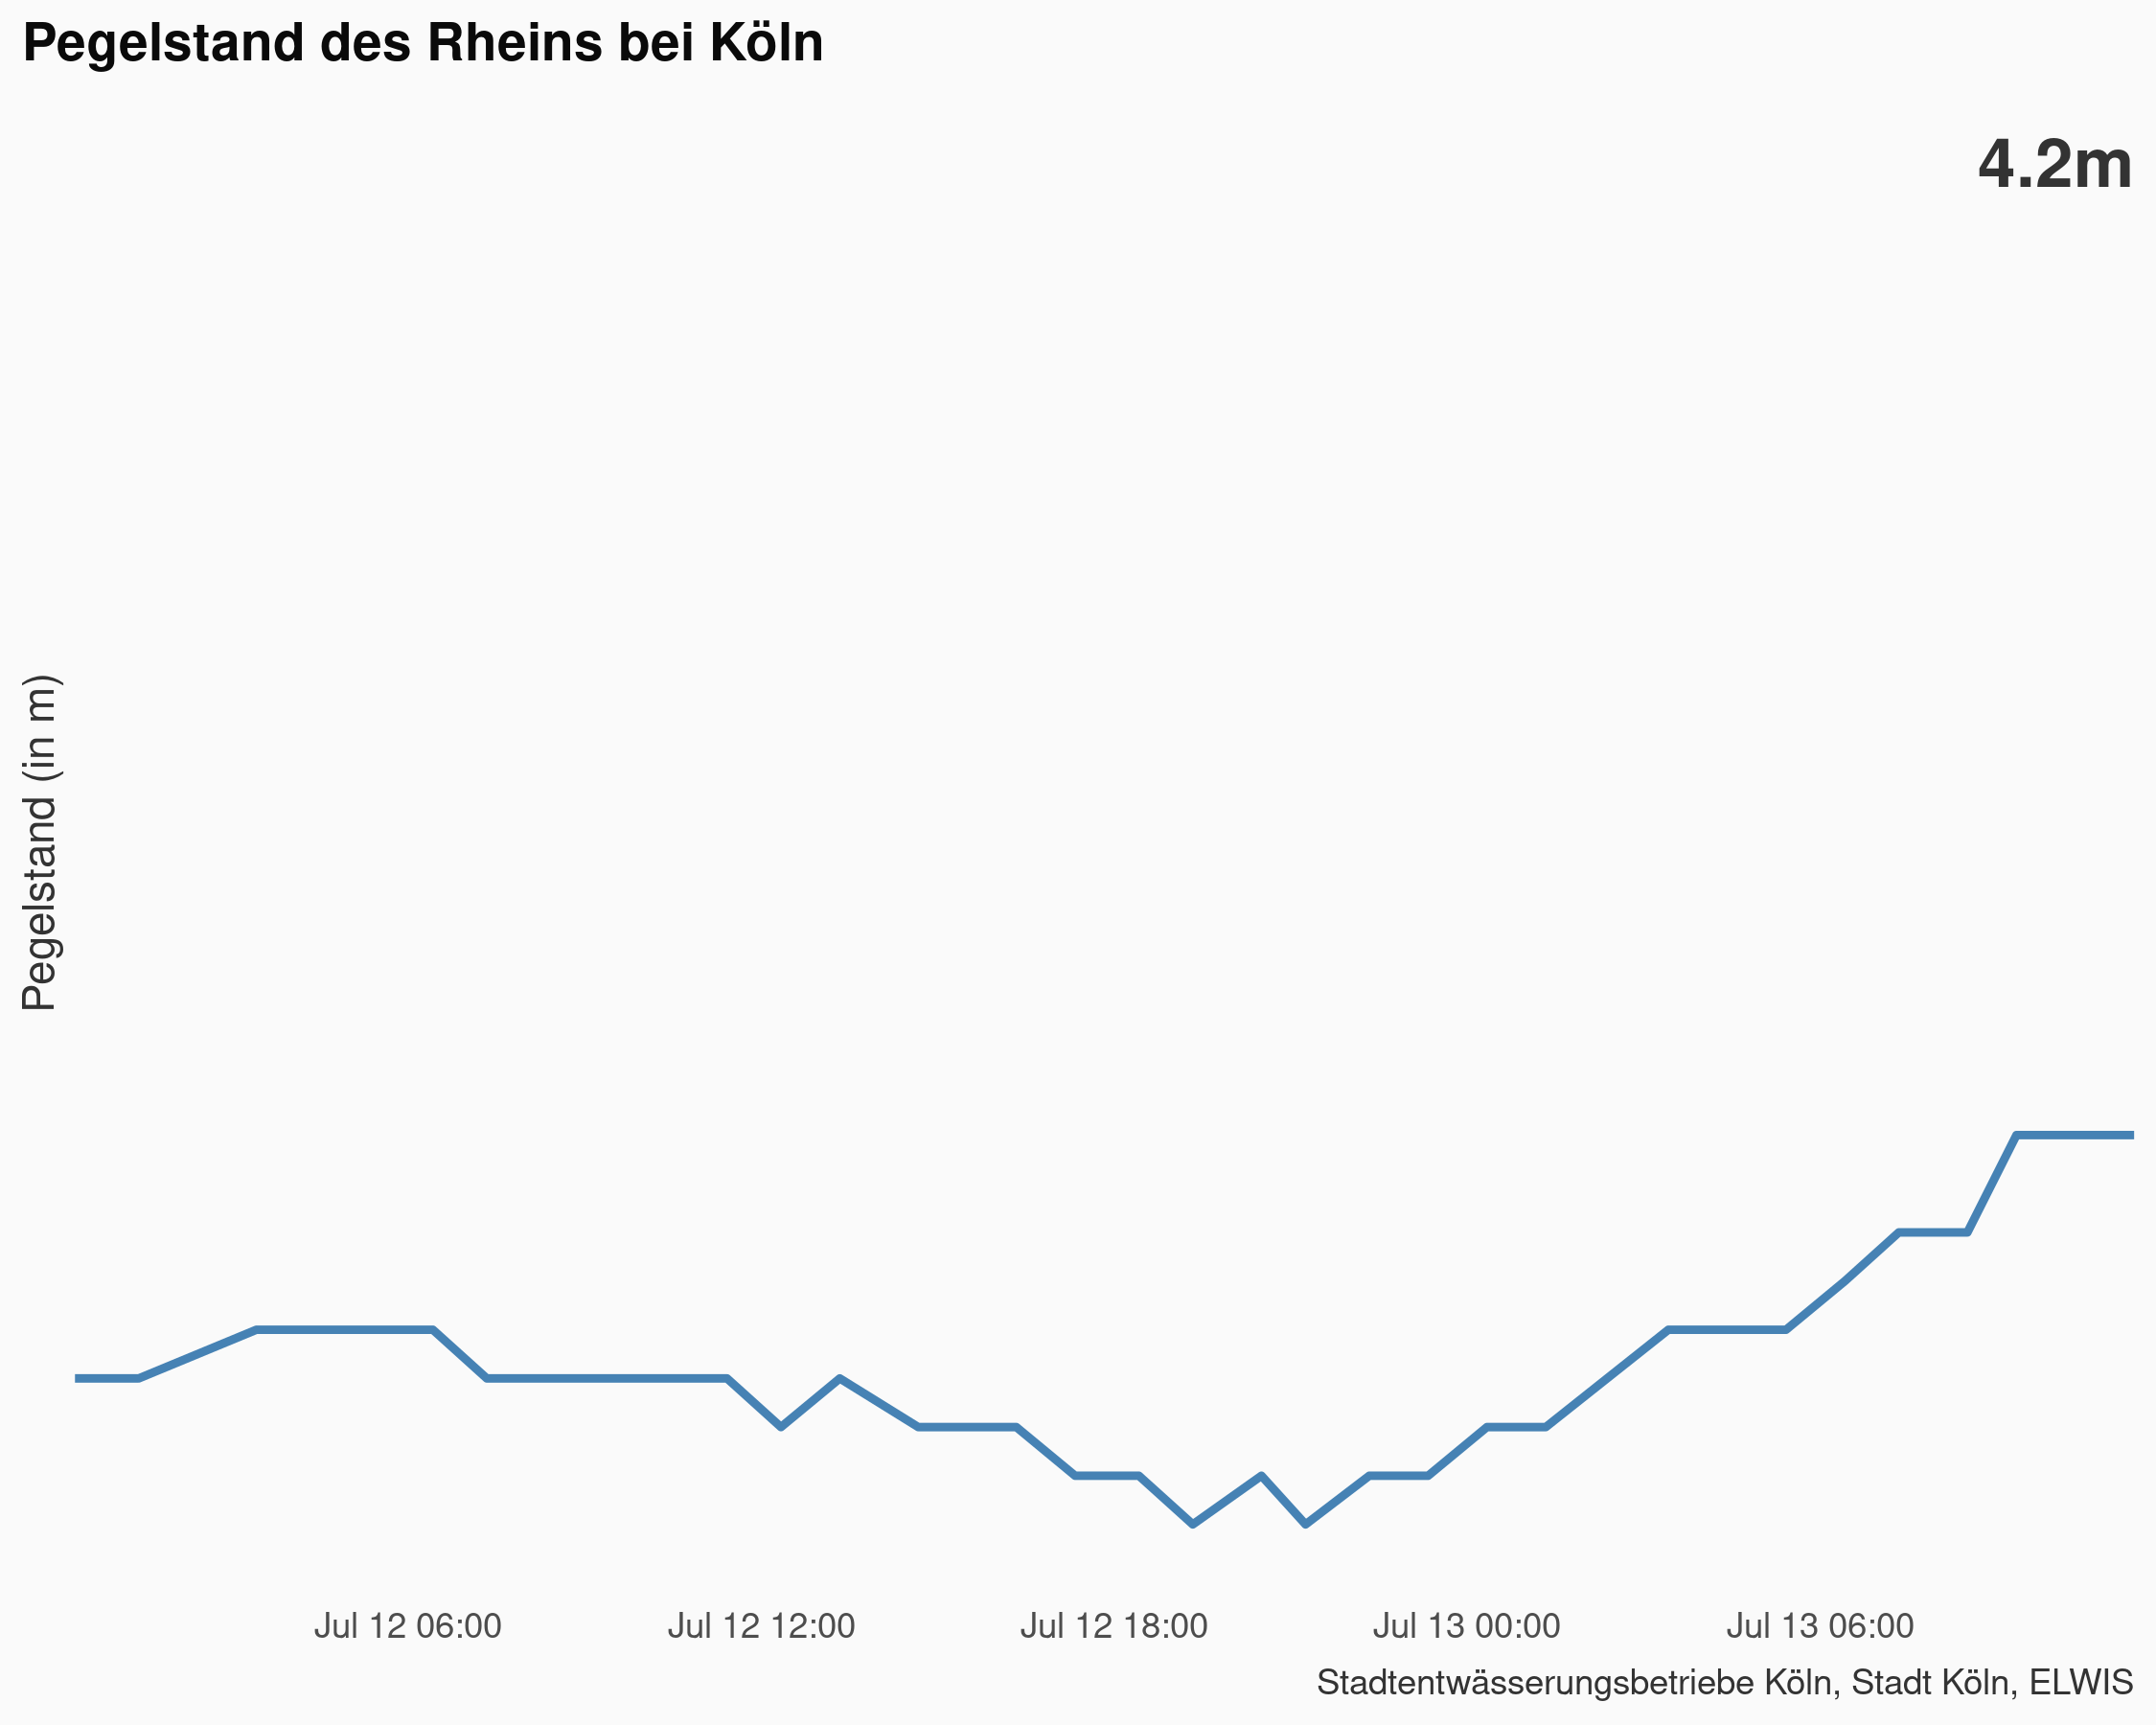 Pegelstand des Rheins bei Köln
4.2m
Pegelstand (in m)
Jul 12 06:00
Jul 12 12:00
Jul 12 18:00
Jul 13 00:00
Jul 13 06:00
Stadtentwässerungsbetriebe Köln, Stadt Köln, ELWIS